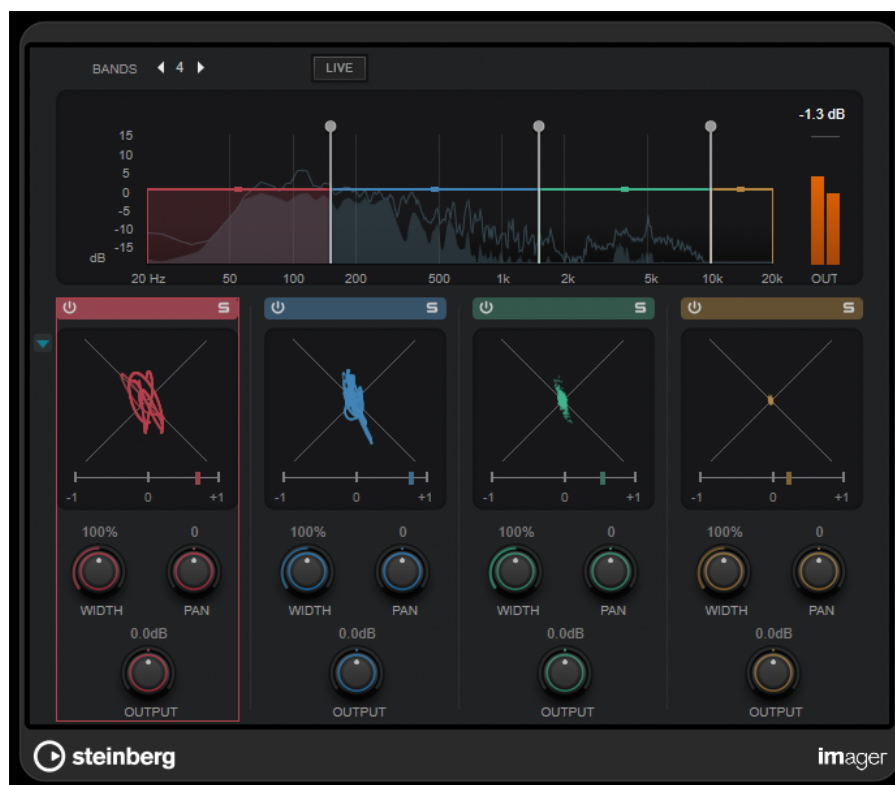 BANDS 4 LIVE
-1.3 dB
15
10
5
0
-5
-10
-15
dB
20 Hz 50 100 200 500 1k 2k 5k 10k 20k OUT
S S S S
-1 0 +1 -1 0 +1 -1 0 +1 -1 0 +1
100% 0 100% 0 100% 0 100% 0
WIDTH PAN WIDTH PAN WIDTH PAN WIDTH PAN
0.0dB 0.0dB 0.0dB 0.0dB
OUTPUT OUTPUT OUTPUT OUTPUT
steinberg imager